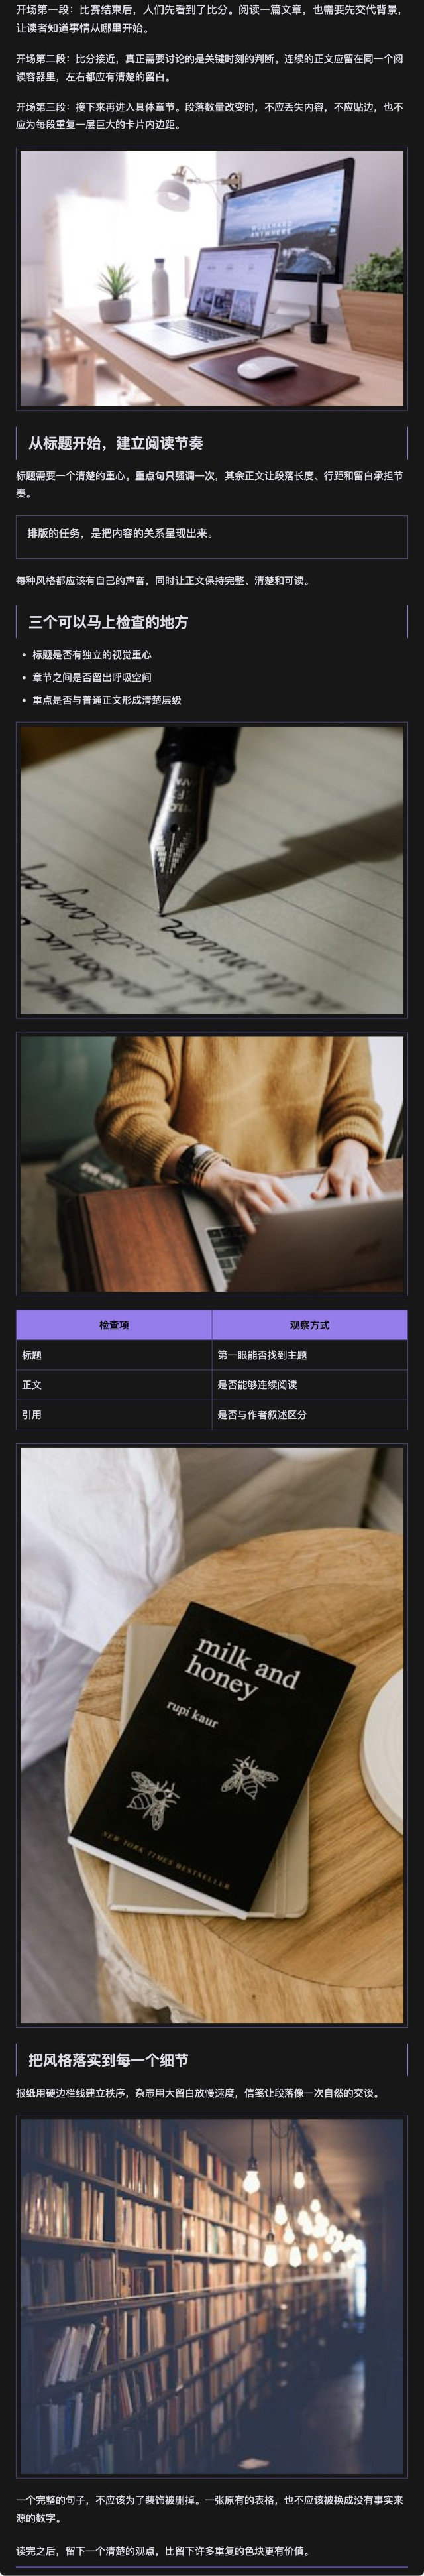 开场第一段：比赛结束后，人们先看到了比分。阅读一篇文章，也需要先交代背景，
让读者知道事情从哪里开始。
开场第二段：比分接近，真正需要讨论的是关键时刻的判断。连续的正文应留在同一个阅
读容器里，左右都应有清楚的留白。
开场第三段：接下来再进入具体章节。段落数量改变时，不应丢失内容，不应贴边，也不
应为每段重复一层巨大的卡片内边距。
从标题开始，建立阅读节奏
标题需要一个清楚的重心。重点句只强调一次，其余正文让段落长度、行距和留白承担节
奏。
排版的任务，是把内容的关系呈现出来。
每种风格都应该有自己的声音，同时让正文保持完整、清楚和可读。
三个可以马上检查的地方
• 标题是否有独立的视觉重心
• 章节之间是否留出呼吸空间
• 重点是否与普通正文形成清楚层级
检查项 观察方式
标题 第一眼能否找到主题
正文 是否能够连续阅读
引用 是否与作者叙述区分
milk and
honey
rupi kaur
NEW YORK TIMES BESTSELLER
把风格落实到每一个细节
报纸用硬边栏线建立秩序，杂志用大留白放慢速度，信笺让段落像一次自然的交谈。
一个完整的句子，不应该为了装饰被删掉。一张原有的表格，也不应该被换成没有事实来
源的数字。
读完之后，留下一个清楚的观点，比留下许多重复的色块更有价值。